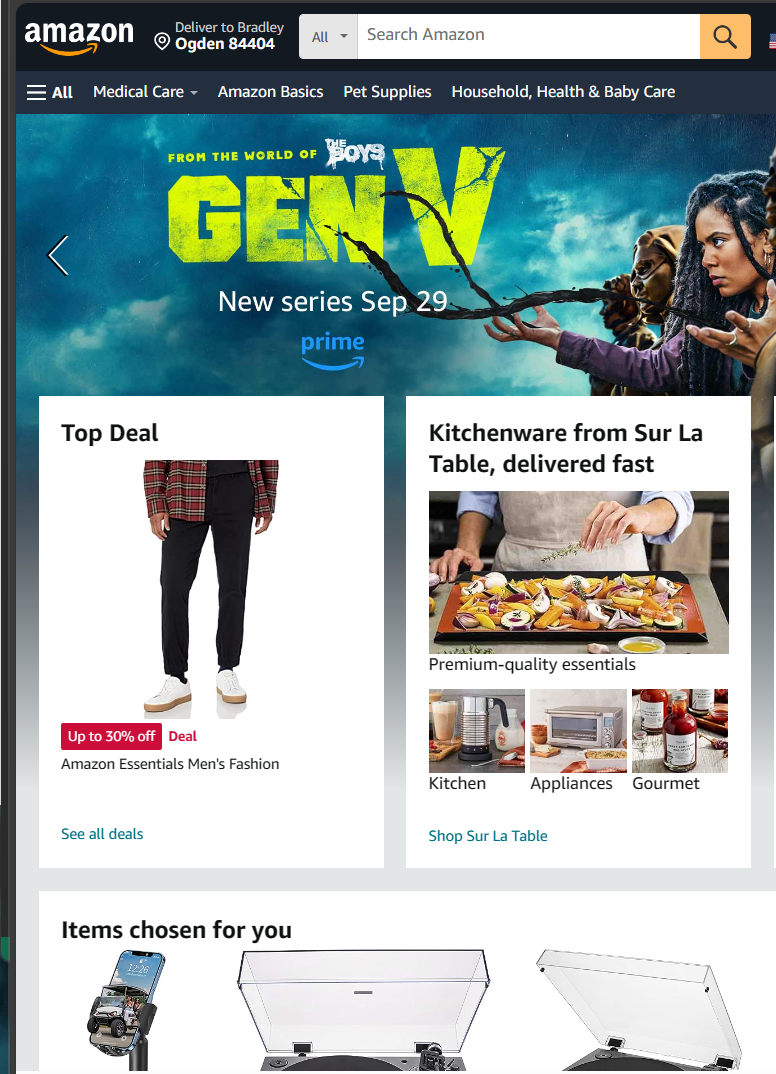 amazon
Deliver to Bradley
Ogden 84404
All
Search Amazon
All
Medical Care
Amazon Basics
Pet Supplies
Household, Health & Baby Care
FROM THE WORLD OF THE BOYS
GEN V
New series Sep 29
prime
Top Deal
Up to 30% off
Deal
Amazon Essentials Men's Fashion
See all deals
Kitchenware from Sur La
Table, delivered fast
Premium-quality essentials
Kitchen
Appliances
Gourmet
Shop Sur La Table
Items chosen for you
12:26